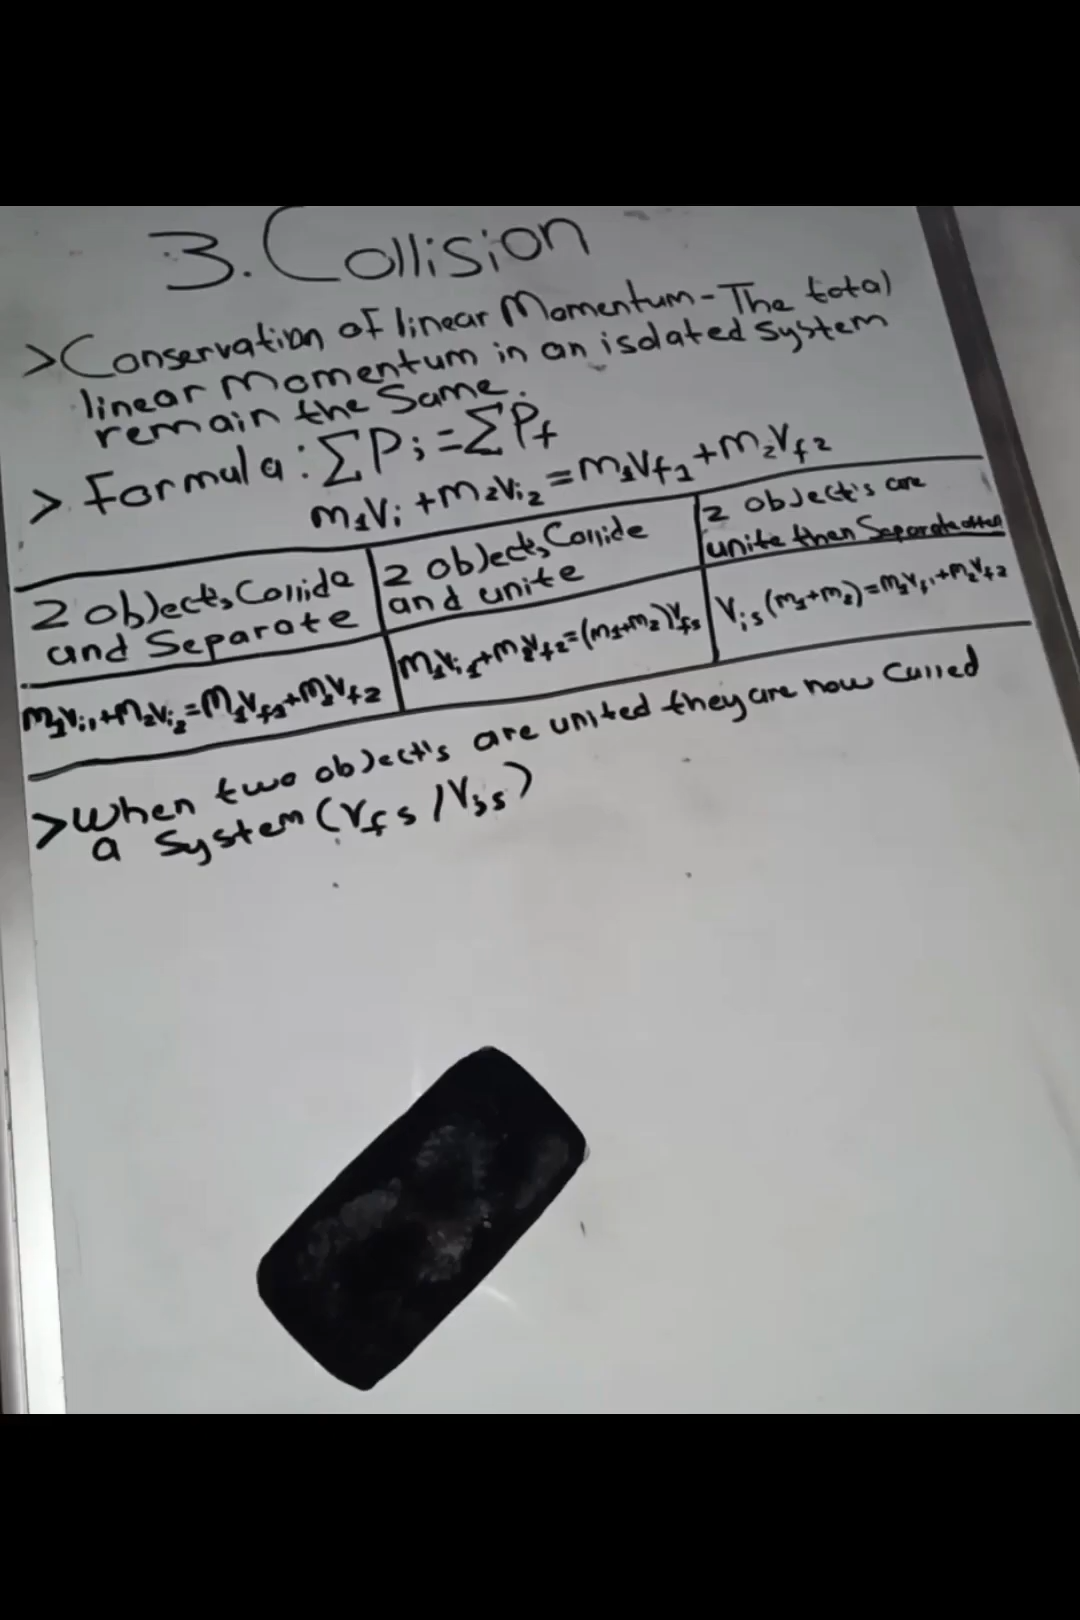 3. Collision
>Conservation of linear Momentum - The total
linear Momentum in an isolated System
remain the Same.
> Formula: ΣPi=ΣPf
m1Vi+m2Vi2=m1Vf1+m2Vf2
2 objects Collide and Separate
2 objects Collide and unite
2 object's are unite then Separate after
m1Vi1+m2Vi2=m1Vf1+m2Vf2
m1Vi1+m2Vf2=(m1+m2)Vfs
Vis(m1+m2)=m1Vf1+m2Vf2
>When two object's are united they are now Called
a System (Vfs/Vis)